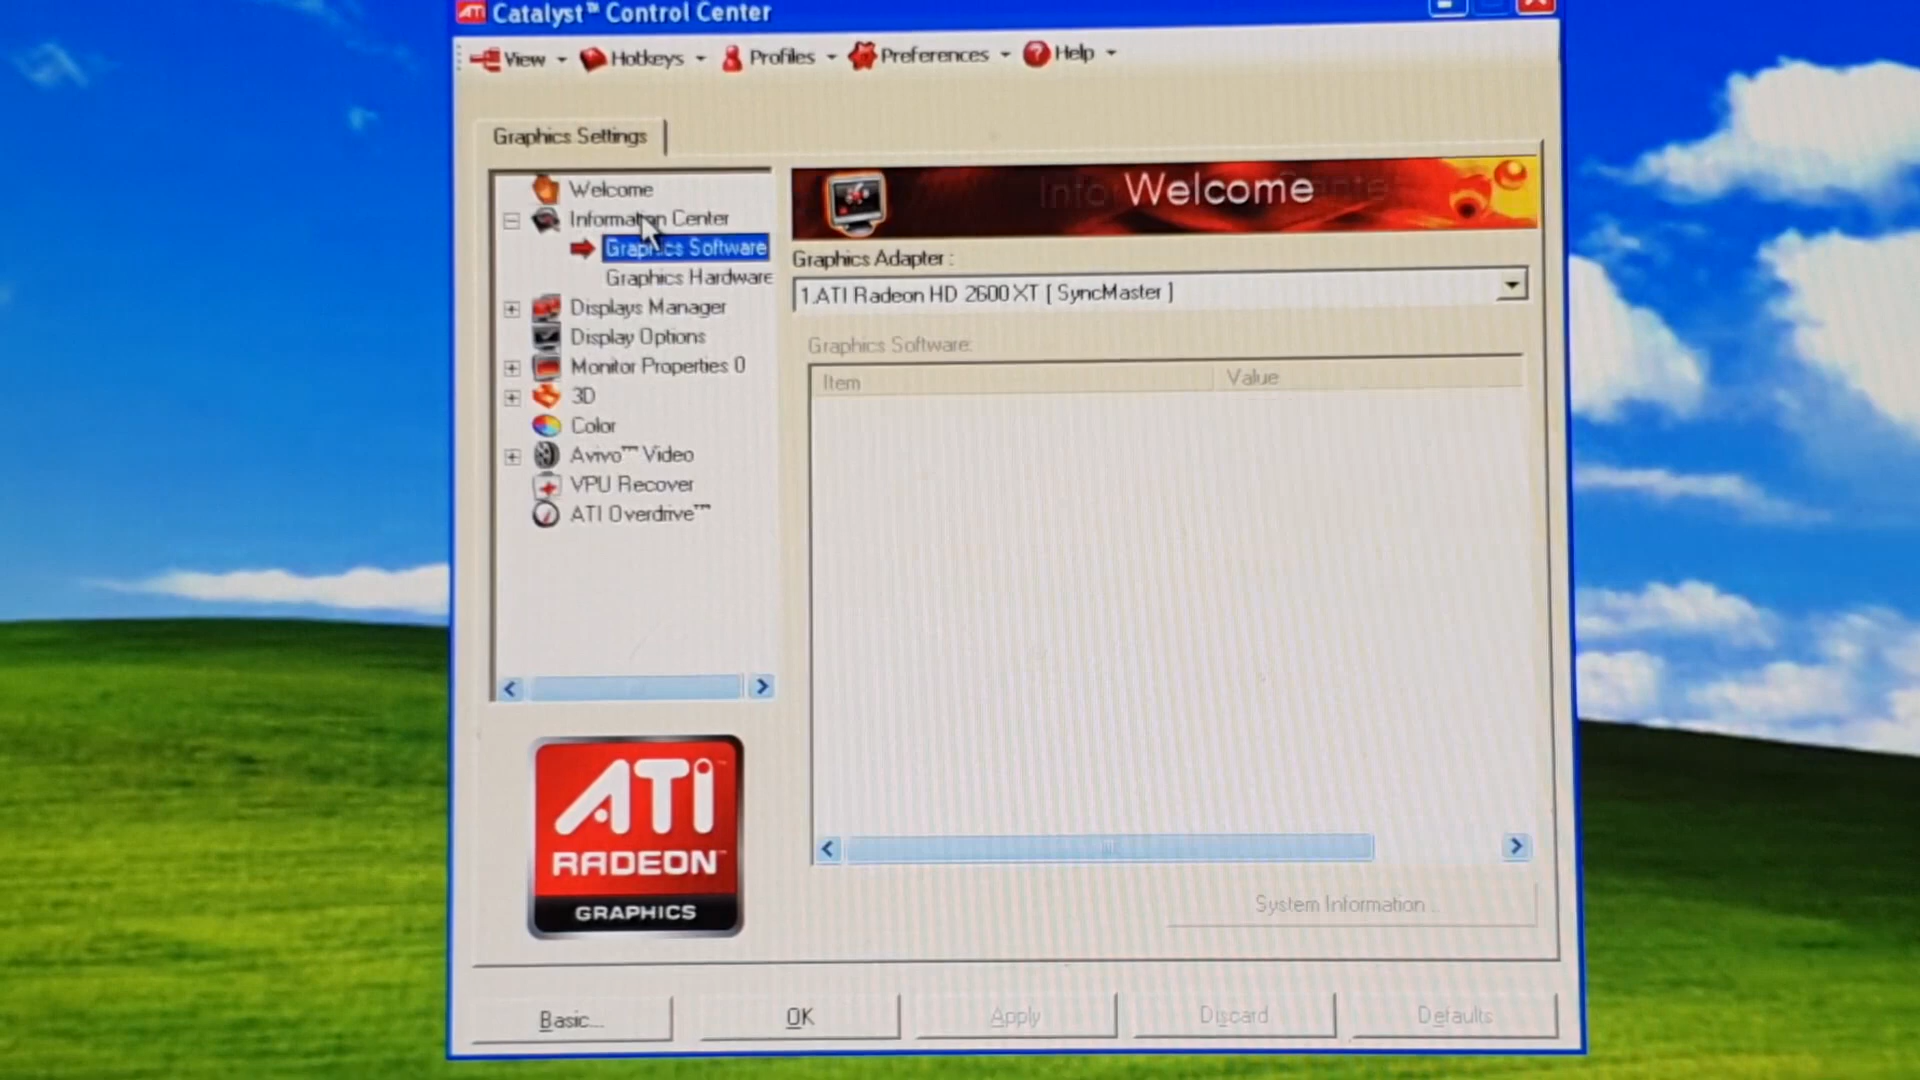 ATI Catalyst™ Control Center
View Hotkeys Profiles Preferences ? Help
Graphics Settings
Welcome
Information Center
Graphics Software
Graphics Hardware
Displays Manager
Display Options
Monitor Properties 0
3D
Color
Avivo™ Video
VPU Recover
ATI Overdrive™
Welcome
Graphics Adapter :
1.ATI Radeon HD 2600 XT [ SyncMaster ]
Graphics Software:
Item Value
System Information ...
ATI™
RADEON™
GRAPHICS
Basic... OK Apply Discard Defaults